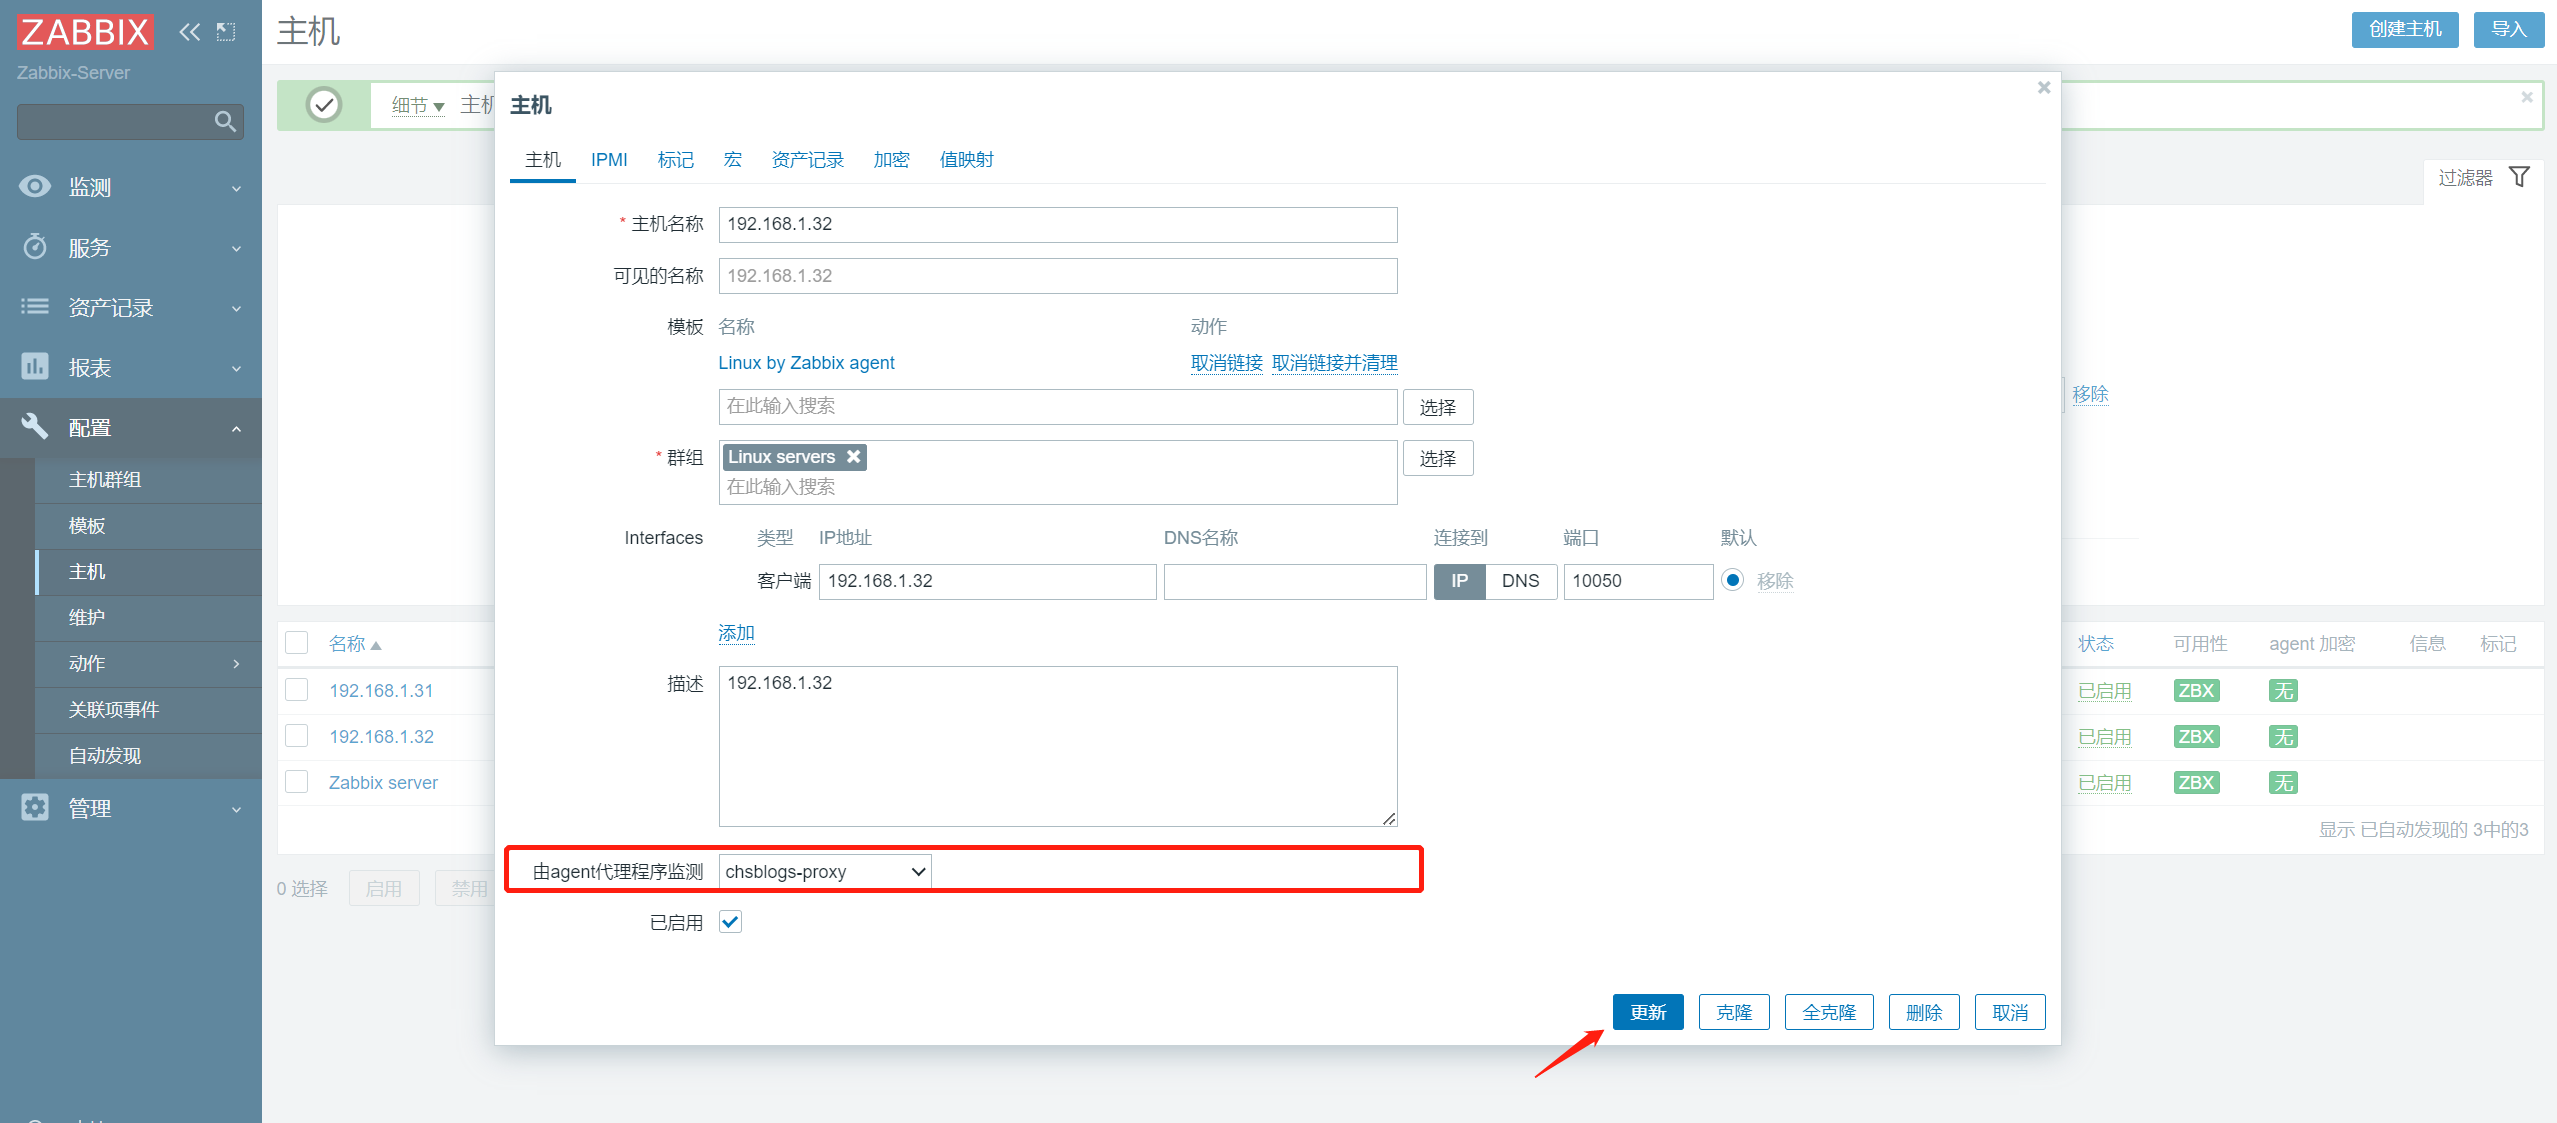 ZABBIX
Zabbix-Server
监测
服务
资产记录
报表
配置
主机群组
模板
主机
维护
动作
关联项事件
自动发现
管理
主机
创建主机
导入
细节
主机
过滤器
移除
主机
主机 IPMI 标记 宏 资产记录 加密 值映射
* 主机名称 192.168.1.32
可见的名称 192.168.1.32
模板 名称 动作
Linux by Zabbix agent 取消链接 取消链接并清理
在此输入搜索 选择
* 群组 Linux servers 选择
在此输入搜索
Interfaces 类型 IP地址 DNS名称 连接到 端口 默认
客户端 192.168.1.32 IP DNS 10050 移除
添加
描述 192.168.1.32
由agent代理程序监测 chsblogs-proxy
已启用
更新 克隆 全克隆 删除 取消
名称 状态 可用性 agent 加密 信息 标记
192.168.1.31 已启用 ZBX 无
192.168.1.32 已启用 ZBX 无
Zabbix server 已启用 ZBX 无
显示 已自动发现的 3中的3
0 选择 启用 禁用